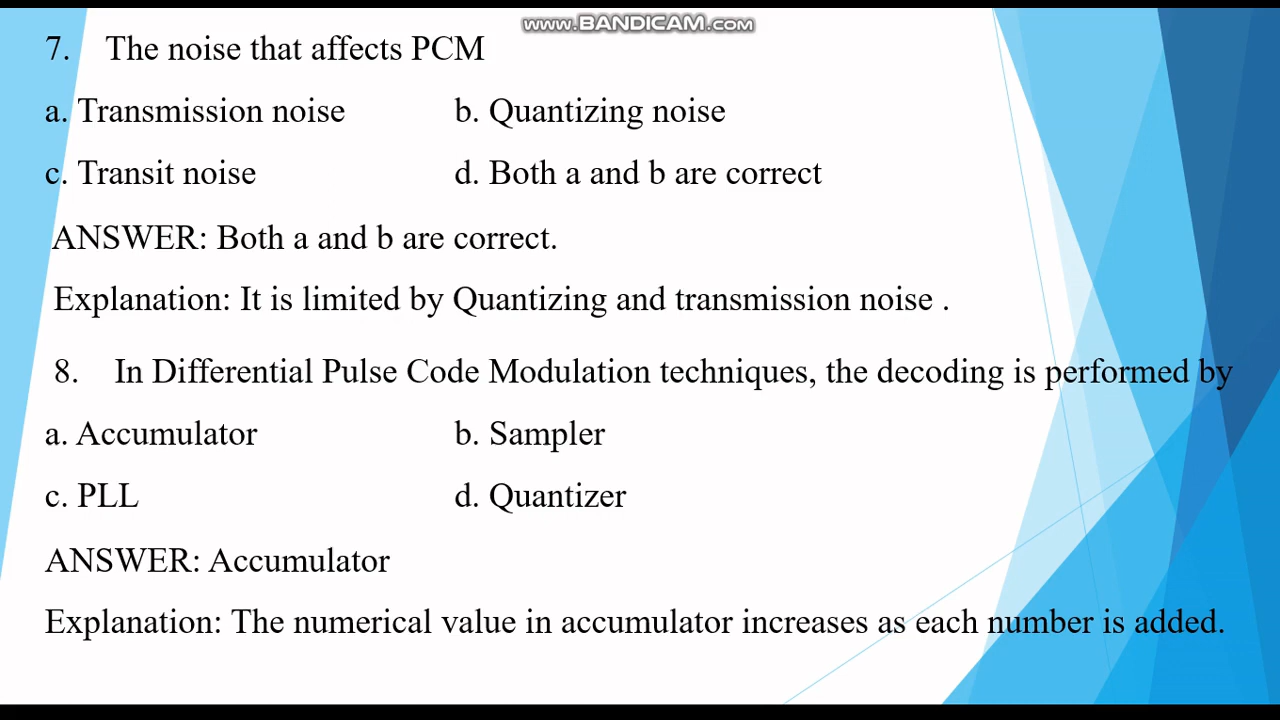 www.BANDICAM.com
7. The noise that affects PCM
a. Transmission noise b. Quantizing noise
c. Transit noise d. Both a and b are correct
ANSWER: Both a and b are correct.
Explanation: It is limited by Quantizing and transmission noise .
8. In Differential Pulse Code Modulation techniques, the decoding is performed by
a. Accumulator b. Sampler
c. PLL d. Quantizer
ANSWER: Accumulator
Explanation: The numerical value in accumulator increases as each number is added.